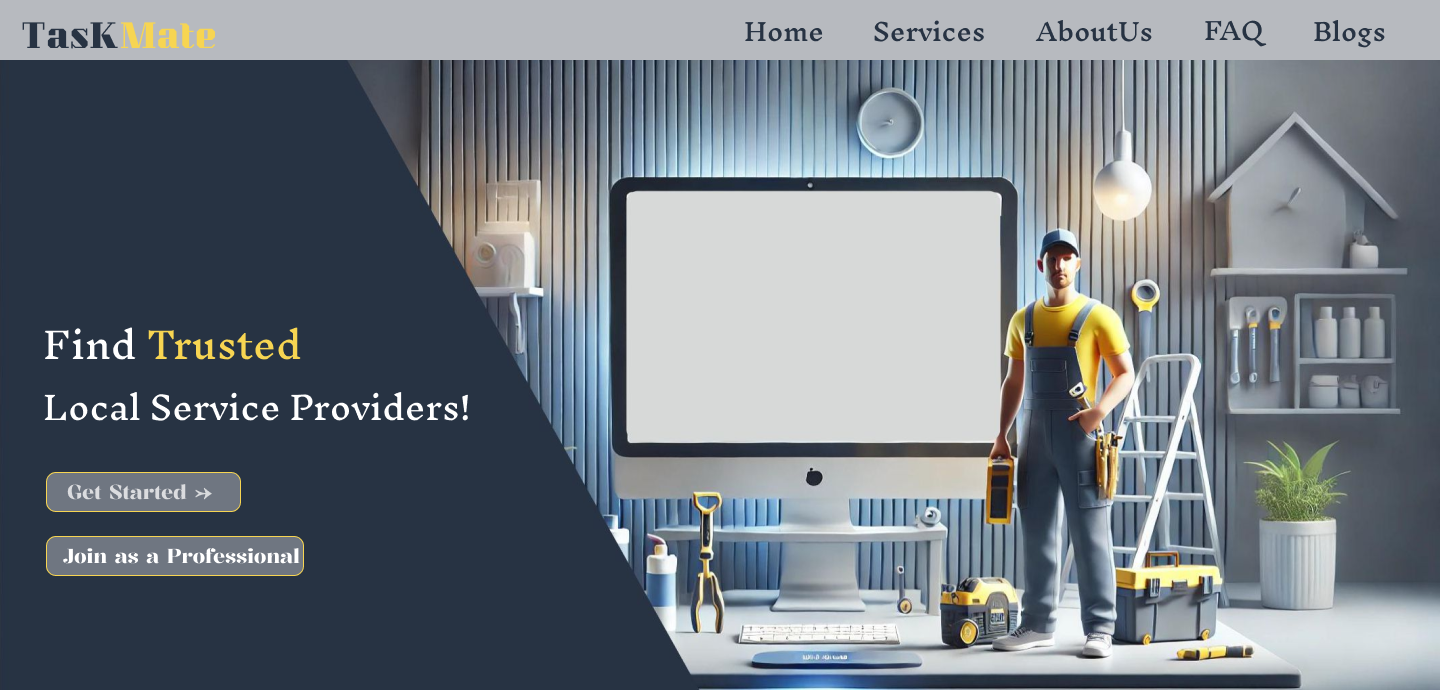 TasKMate
Home Services AboutUs FAQ Blogs
Find Trusted
Local Service Providers!
Get Started ➳
Join as a Professional